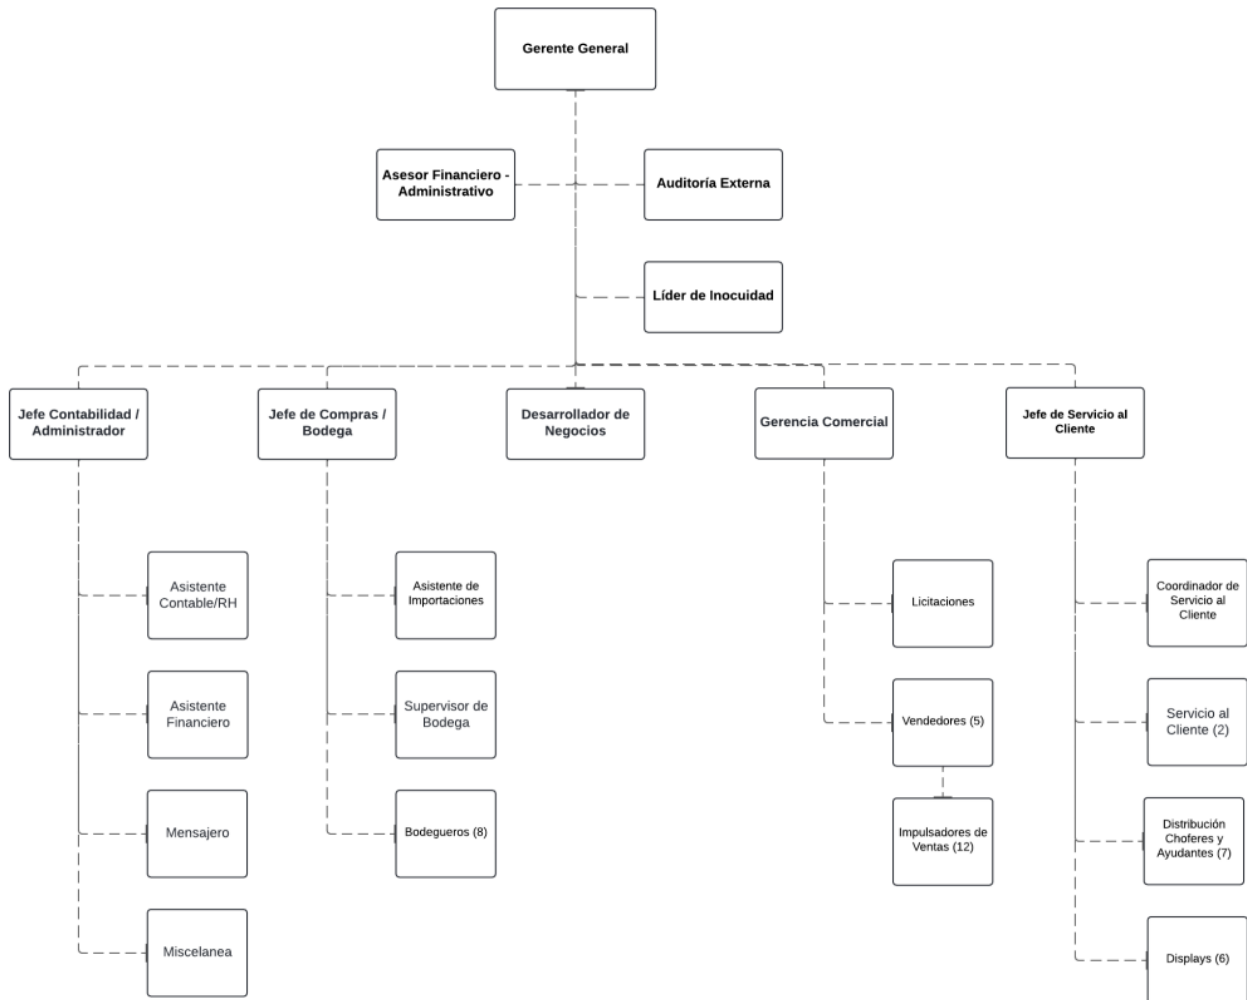 Gerente General
Asesor Financiero -
Administrativo
Auditoría Externa
Líder de Inocuidad
Jefe Contabilidad /
Administrador
Jefe de Compras /
Bodega
Desarrollador de
Negocios
Gerencia Comercial
Jefe de Servicio al
Cliente
Asistente
Contable/RH
Asistente
Financiero
Mensajero
Miscelanea
Asistente de
Importaciones
Supervisor de
Bodega
Bodegueros (8)
Licitaciones
Vendedores (5)
Impulsadores de
Ventas (12)
Coordinador de
Servicio al
Cliente
Servicio al
Cliente (2)
Distribución
Choferes y
Ayudantes (7)
Displays (6)